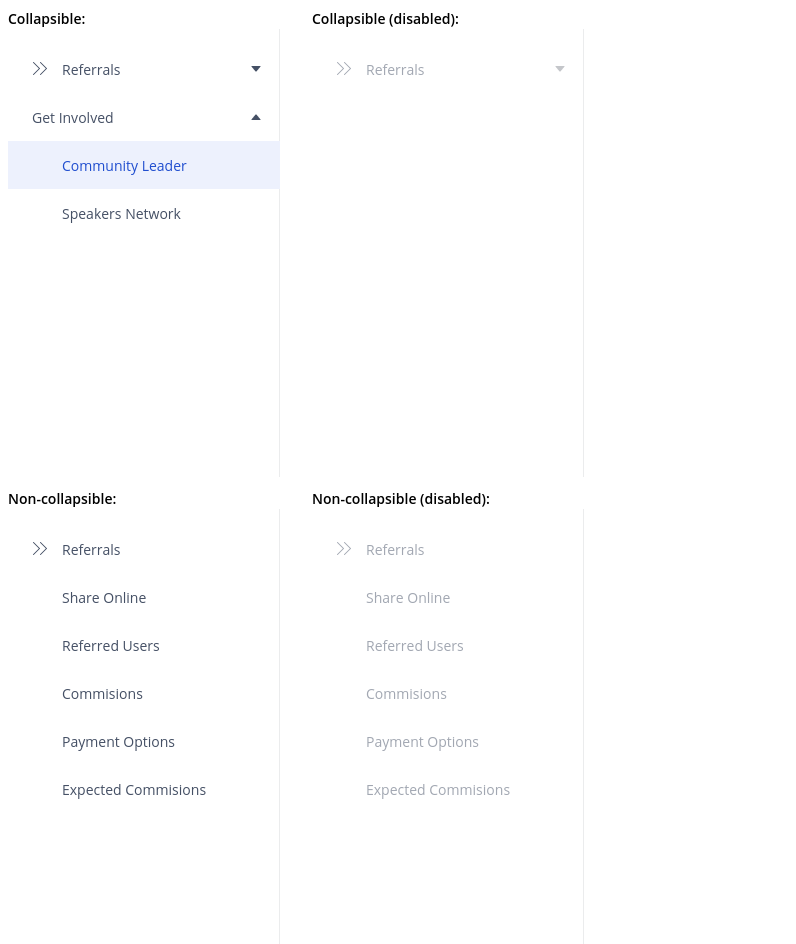 Collapsible:
Referrals
Get Involved
Community Leader
Speakers Network
Collapsible (disabled):
Referrals
Non-collapsible:
Referrals
Share Online
Referred Users
Commisions
Payment Options
Expected Commisions
Non-collapsible (disabled):
Referrals
Share Online
Referred Users
Commisions
Payment Options
Expected Commisions